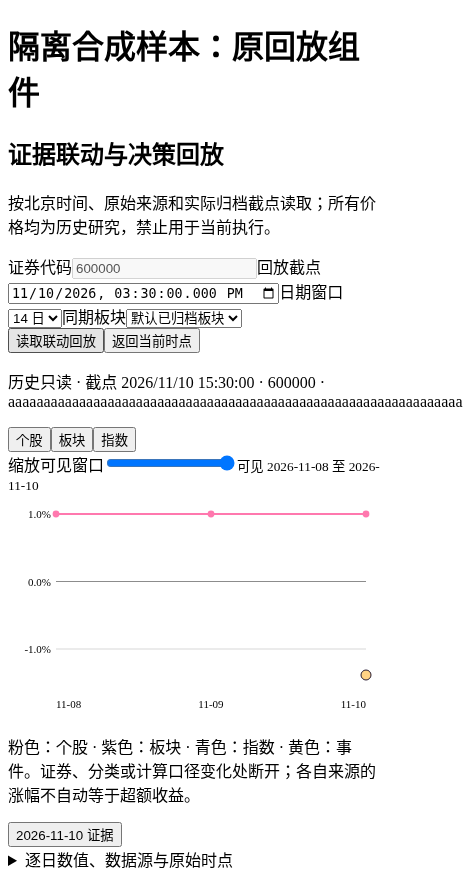 隔离合成样本：原回放组
件
证据联动与决策回放
按北京时间、原始来源和实际归档截点读取；所有价
格均为历史研究，禁止用于当前执行。
证券代码 600000 回放截点
11/10/2026, 03:30:00.000 PM 日期窗口
14 日 同期板块 默认已归档板块
读取联动回放 返回当前时点
历史只读 · 截点 2026/11/10 15:30:00 · 600000 ·
aaaaaaaaaaaaaaaaaaaaaaaaaaaaaaaaaaaaaaaaaaaaaaaaaaaaaaaaaaaaaaaa
个股 板块 指数
缩放可见窗口 可见 2026-11-08 至 2026-
11-10
1.0%
0.0%
-1.0%
11-08 11-09 11-10
粉色：个股 · 紫色：板块 · 青色：指数 · 黄色：事
件。证券、分类或计算口径变化处断开；各自来源的
涨幅不自动等于超额收益。
2026-11-10 证据
▶ 逐日数值、数据源与原始时点